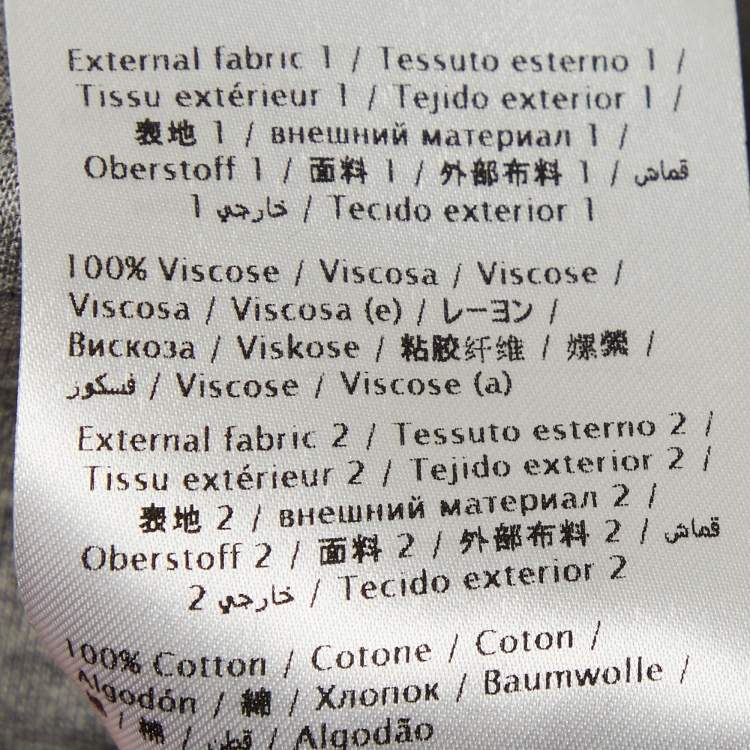 External fabric 1 / Tessuto esterno 1 /
Tissu extérieur 1 / Tejido exterior 1 /
表地 1 / внешний материал 1 /
Oberstoff 1 / 面料 1 / 外部布料 1 / قماش
خارجي 1 / Tecido exterior 1
100% Viscose / Viscosa / Viscose /
Viscosa / Viscosa (e) / レーヨン /
Вискоза / Viskose / 粘胶纤维 / 嫘縈 /
فسكوز / Viscose / Viscose (a)
External fabric 2 / Tessuto esterno 2 /
Tissu extérieur 2 / Tejido exterior 2 /
表地 2 / внешний материал 2 /
Oberstoff 2 / 面料 2 / 外部布料 2 / قماش
خارجي 2 / Tecido exterior 2
100% Cotton / Cotone / Coton /
Algodón / 綿 / Хлопок / Baumwolle /
/ 棉 / قطن / Algodão